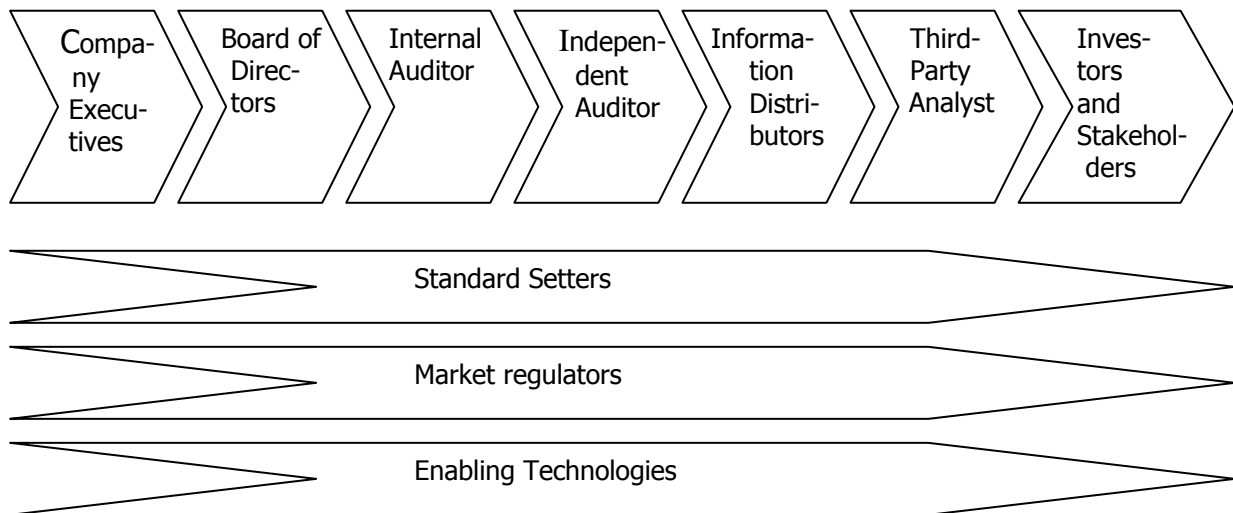 Compa-
ny
Execu-
tives
Board of
Direc-
tors
Internal
Auditor
Indepen-
dent
Auditor
Informa-
tion
Distri-
butors
Third-
Party
Analyst
Inves-
tors
and
Stakehol-
ders
Standard Setters
Market regulators
Enabling Technologies